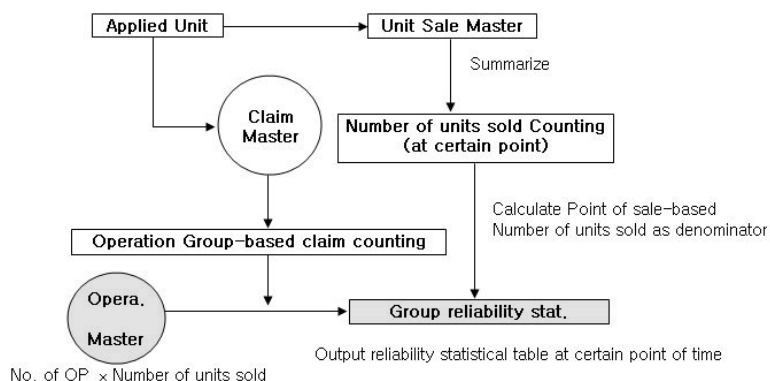 Applied Unit
Unit Sale Master
Summarize
Claim
Master
Number of units sold Counting
(at certain point)
Calculate Point of sale-based
Number of units sold as denominator
Operation Group-based claim counting
Opera.
Master
Group reliability stat.
Output reliability statistical table at certain point of time
No. of OP × Number of units sold